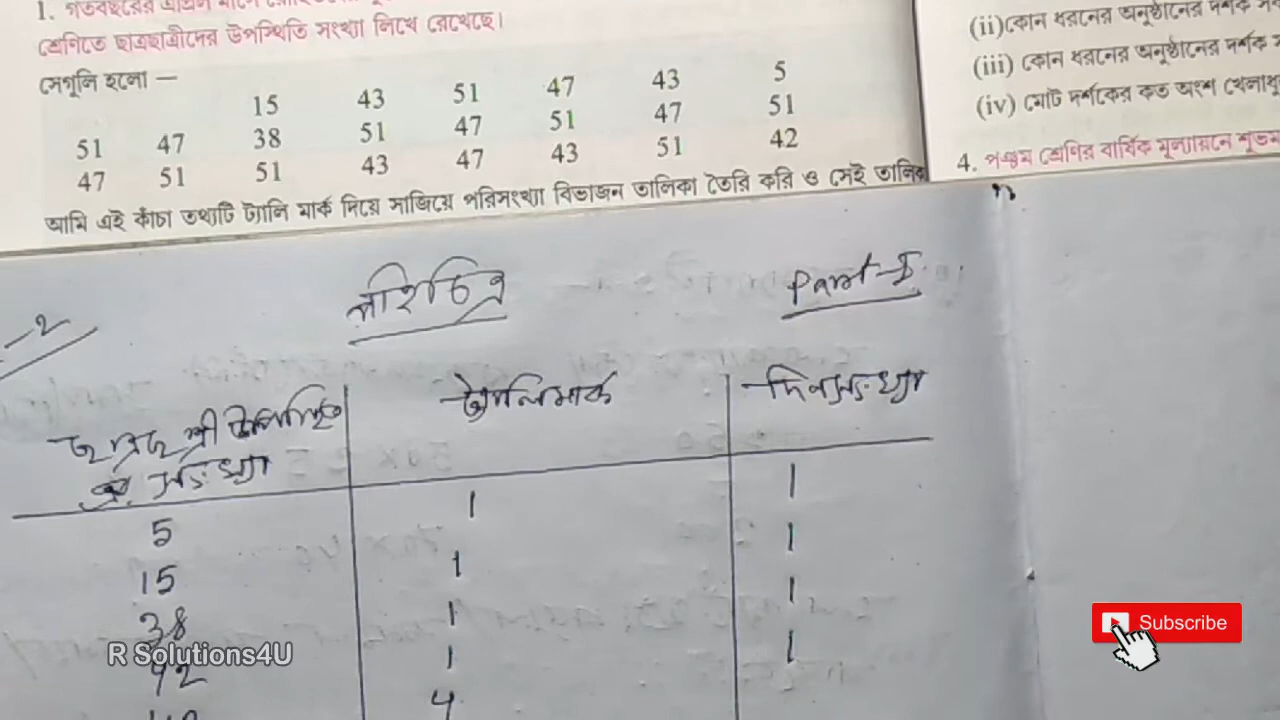 শ্রেণিতে ছাত্রছাত্রীদের উপস্থিতি সংখ্যা লিখে রেখেছে।
সেগুলি হলো —
15 43 51 47 43 5
51 47 38 51 47 51 47 51
47 51 51 43 47 43 51 42
আমি এই কাঁচা তথ্যটি ট্যালি মার্ক দিয়ে সাজিয়ে পরিসংখ্যা বিভাজন তালিকা তৈরি করি ও সেই
(ii) কোন ধরনের অনুষ্ঠানের দর্শক
(iii) কোন ধরনের অনুষ্ঠানের দর্শক
(iv) মোট দর্শকের কত অংশ
4. পঞ্চম শ্রেণির বার্ষিক মূল্যায়নে
Part-I
ট্যালিমার্ক দিনসংখ্যা
সংখ্যা
5 1 1
15 1 1
38 1 1
42 1 1
4
R Solutions4U
Subscribe